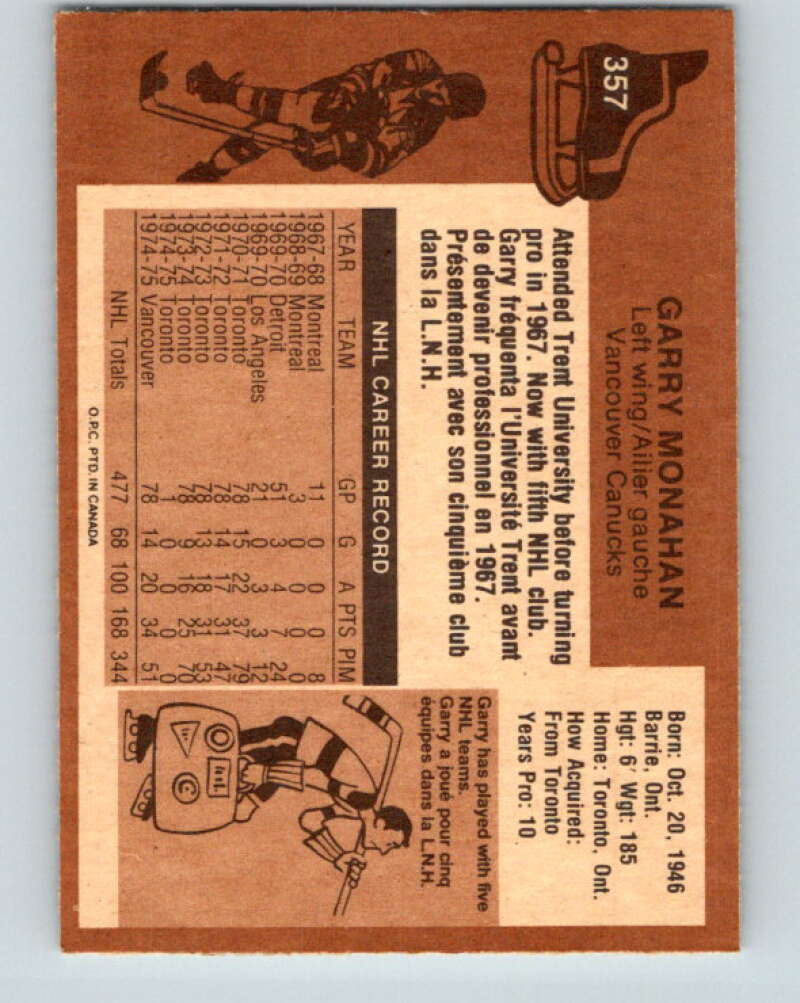 357
GARRY MONAHAN
Left wing/Ailier gauche
Vancouver Canucks
Attended Trent University before turning
pro in 1967. Now with fifth NHL club.
Garry fréquenta l'Université Trent avant
de devenir professionnel en 1967.
Présentement avec son cinquième club
dans la L.N.H.
Born: Oct. 20, 1946
Barrie, Ont.
Hgt: 6' Wgt: 185
Home: Toronto, Ont.
How Acquired:
From Toronto
Years Pro: 10
NHL CAREER RECORD
YEAR TEAM GP G A PTS PIM
1967-68 Montreal 11 0 0 0 8
1968-69 Montreal 3 0 0 0 0
1969-70 Detroit 51 3 4 7 24
1969-70 Los Angeles 21 0 3 3 12
1970-71 Toronto 78 15 22 37 79
1971-72 Toronto 78 14 17 31 47
1972-73 Toronto 78 13 18 31 53
1973-74 Toronto 78 9 16 25 70
1974-75 Toronto 1 0 0 0 0
1974-75 Vancouver 78 14 20 34 51
NHL Totals 477 68 100 168 344
O.P.C. PTD. IN CANADA
Garry has played with five
NHL teams.
Garry a joué pour cinq
équipes dans la L.N.H.